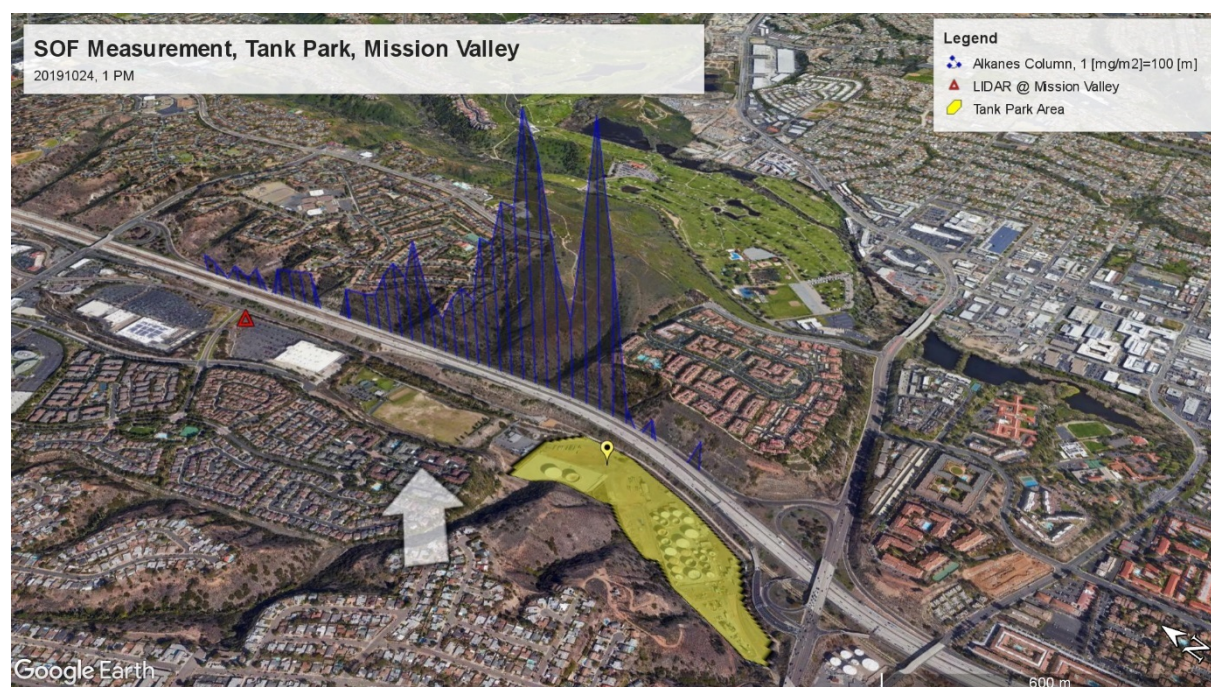 SOF Measurement, Tank Park, Mission Valley
20191024, 1 PM
Legend
Alkanes Column, 1 [mg/m2]=100 [m]
LIDAR @ Mission Valley
Tank Park Area
N
Google Earth
600 m